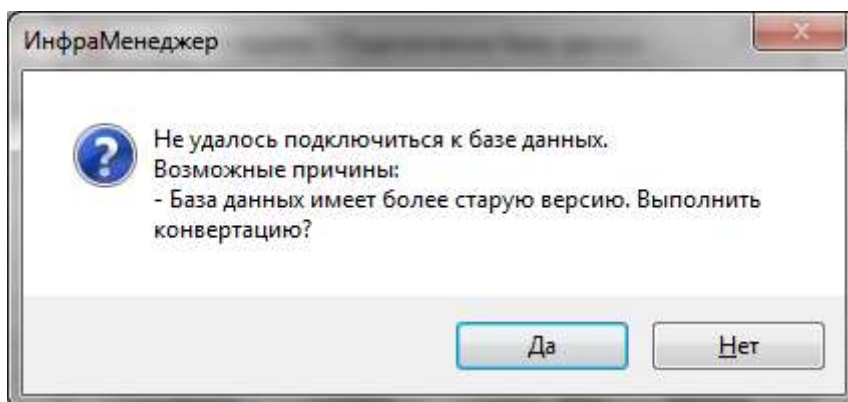 ИнфраМенеджер
Не удалось подключиться к базе данных.
Возможные причины:
- База данных имеет более старую версию. Выполнить
конвертацию?
Да
Нет